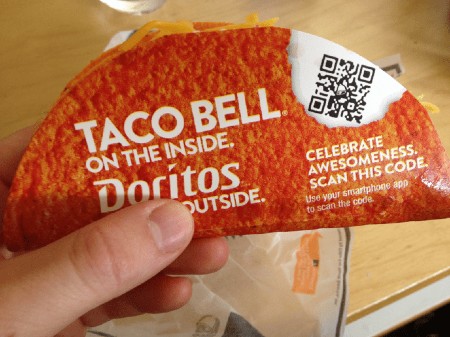 TACO BELL®
ON THE INSIDE.
Doritos
OUTSIDE.
CELEBRATE
AWESOMENESS.
SCAN THIS CODE.
Use your smartphone app
to scan the code.